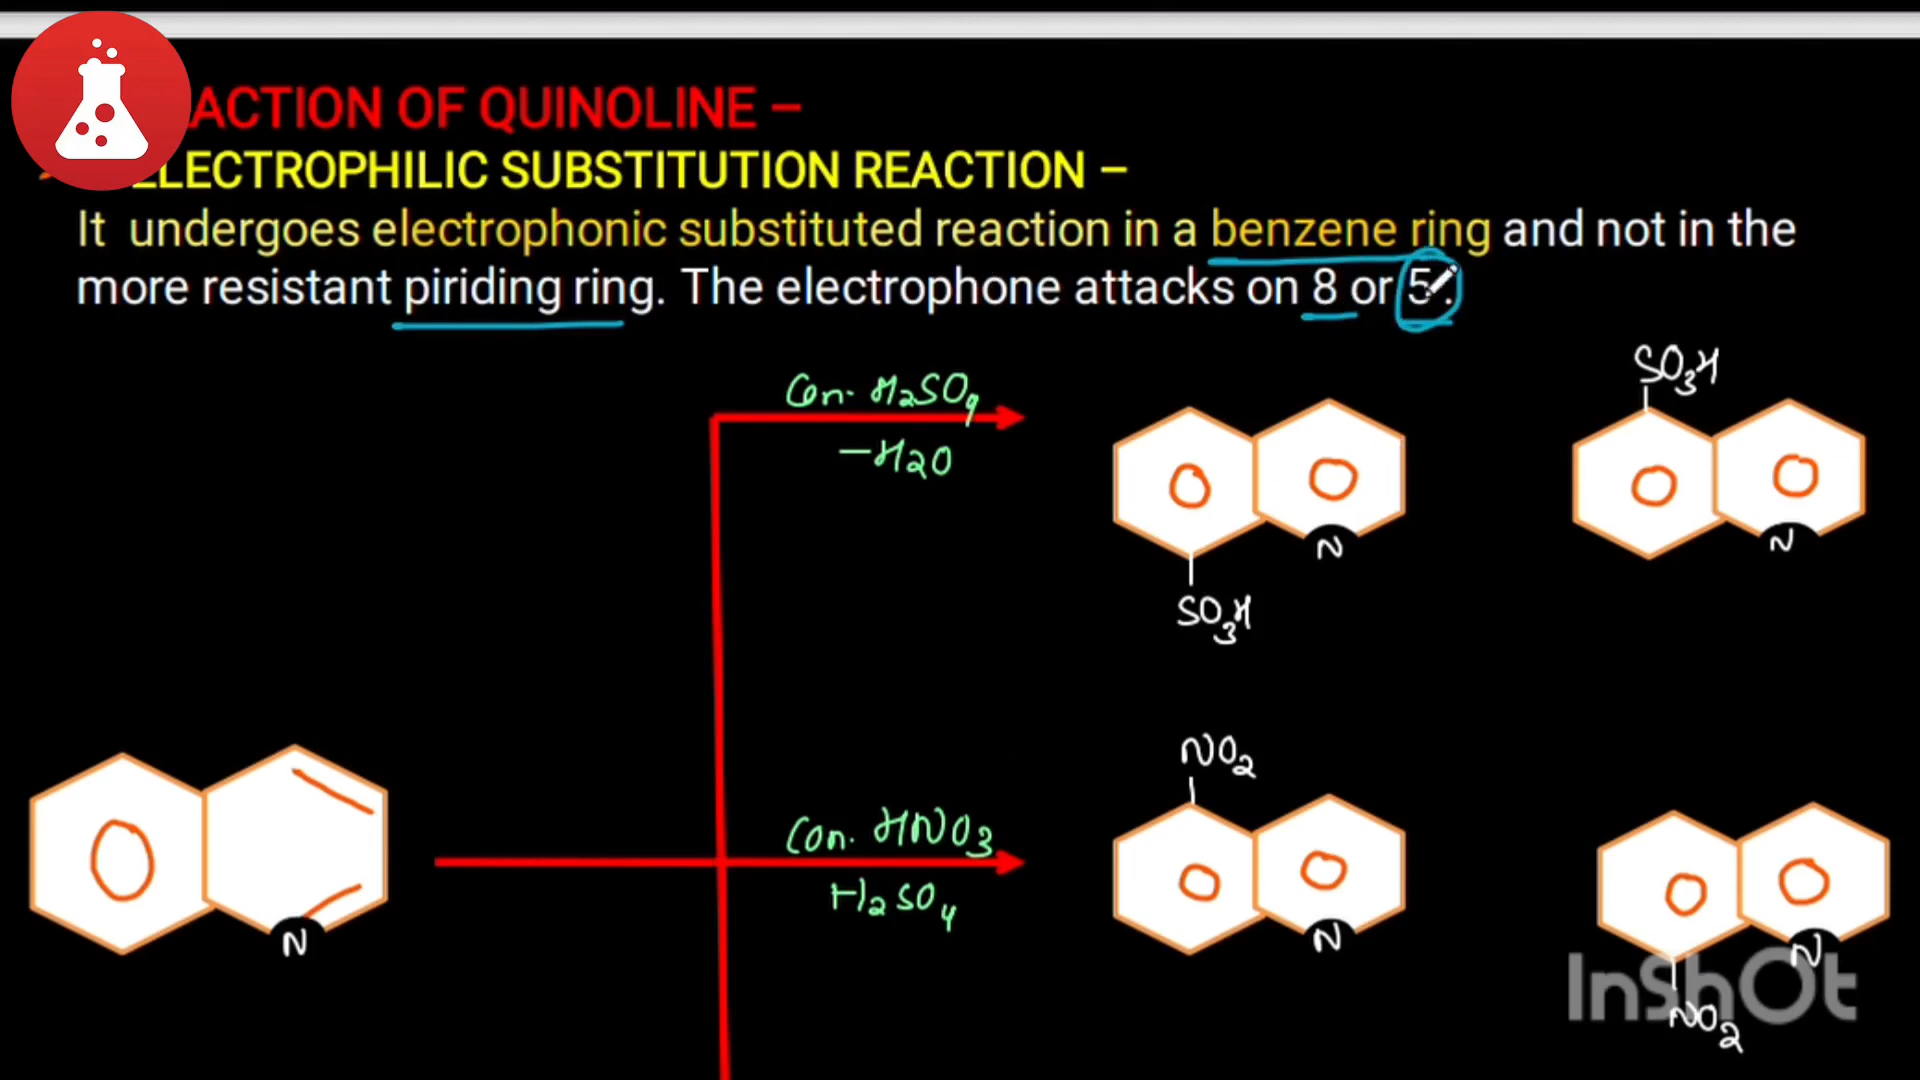 ACTION OF QUINOLINE –
ELECTROPHILIC SUBSTITUTION REACTION –
It undergoes electrophonic substituted reaction in a benzene ring and not in the
more resistant piriding ring. The electrophone attacks on 8 or 5.
Con. H2SO4
–H2O
N
SO3H
SO3H
N
N
Con. HNO3
H2SO4
NO2
N
N
NO2
InShOt